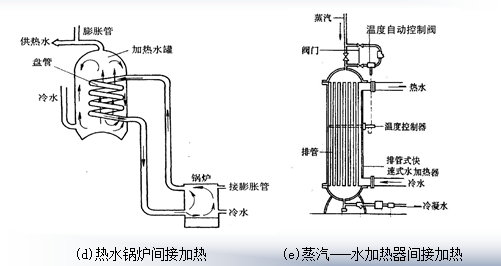 膨胀管
供热水
加热水罐
盘管
冷水
锅炉
接膨胀管
冷水
(d)热水锅炉间接加热
蒸汽
温度自动控制阀
阀门
热水
温度控制器
排管
排管式快
速式水加热器
冷水
冷凝水
(e)蒸汽——水加热器间接加热